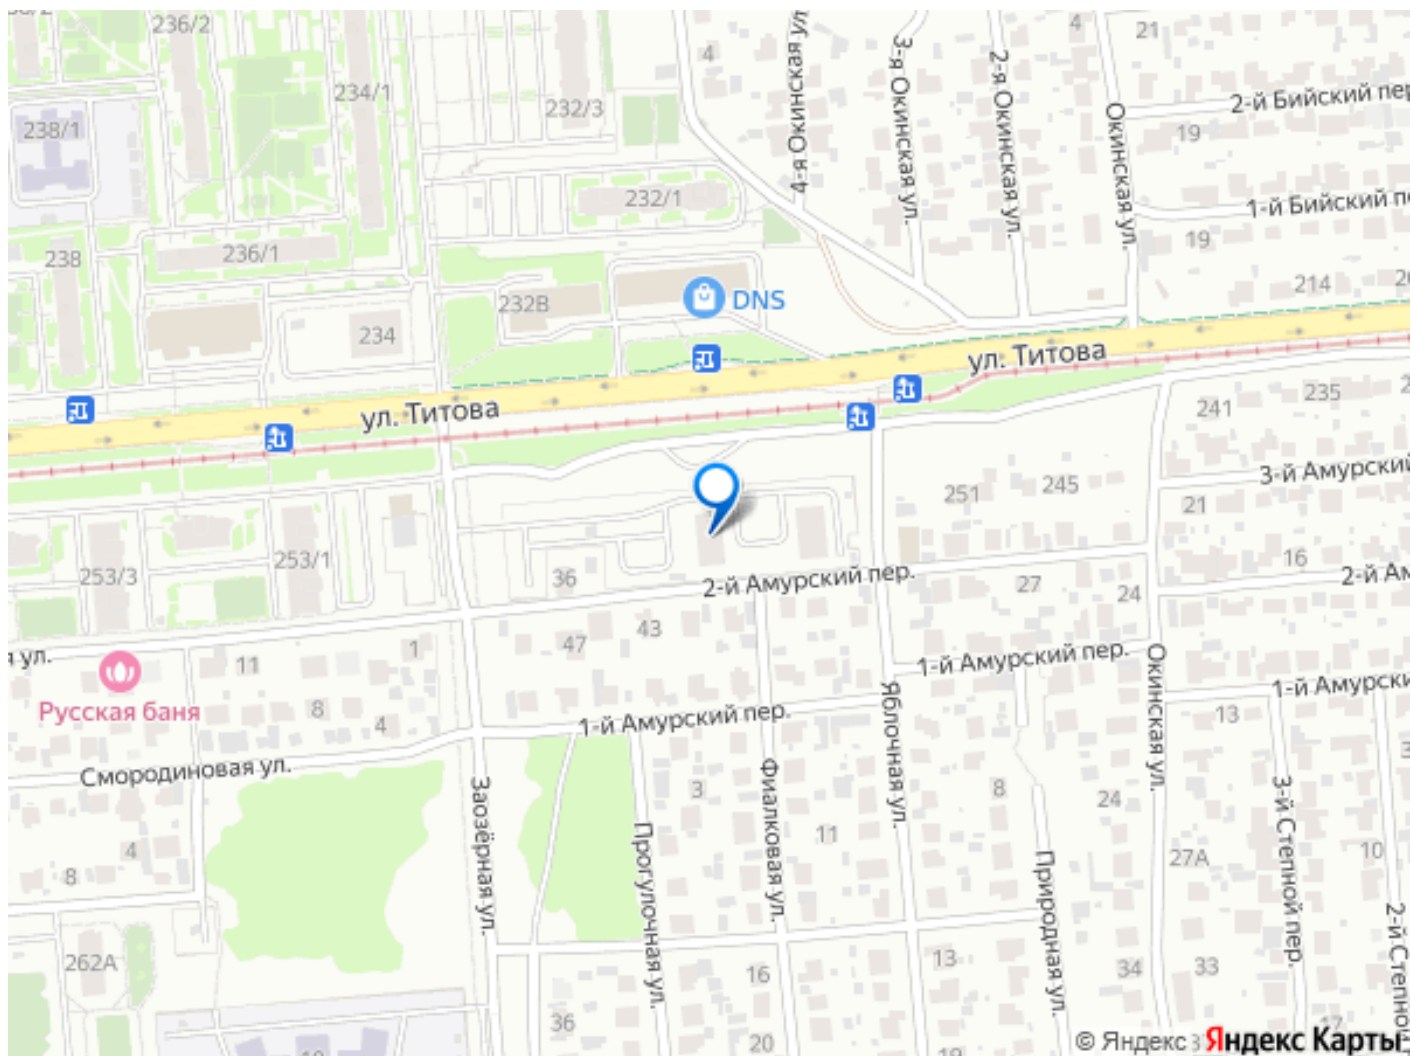 236/2
4
4
21
4-я Окинская ул.
3-я Окинская ул.
2-я Окинская ул.
Окинская ул.
2-й Бийский пер
234/1
232/3
238/1
19
232/1
1-й Бийский п
19
238
236/1
232В
DNS
214
234
ул. Титова
ул. Титова
241
235
3-й Амурский
251
245
21
253/3
253/1
36
2-й Амурский пер.
27
16
24
2-й Ам
я ул.
11
1
47
43
1-й Амурский пер.
Русская баня
8
4
1-й Амурский пер.
Яблочная ул.
Окинская ул.
1-й Амурски
13
Смородиновая ул.
Заозёрная ул.
3
Фиалковая ул.
11
8
24
3-й Степной пер.
Прогулочная ул.
Природная ул.
27А
10
4
8
2-й Степной
262А
16
13
34
33
36
20
19
17
© Яндекс Яндекс Карты